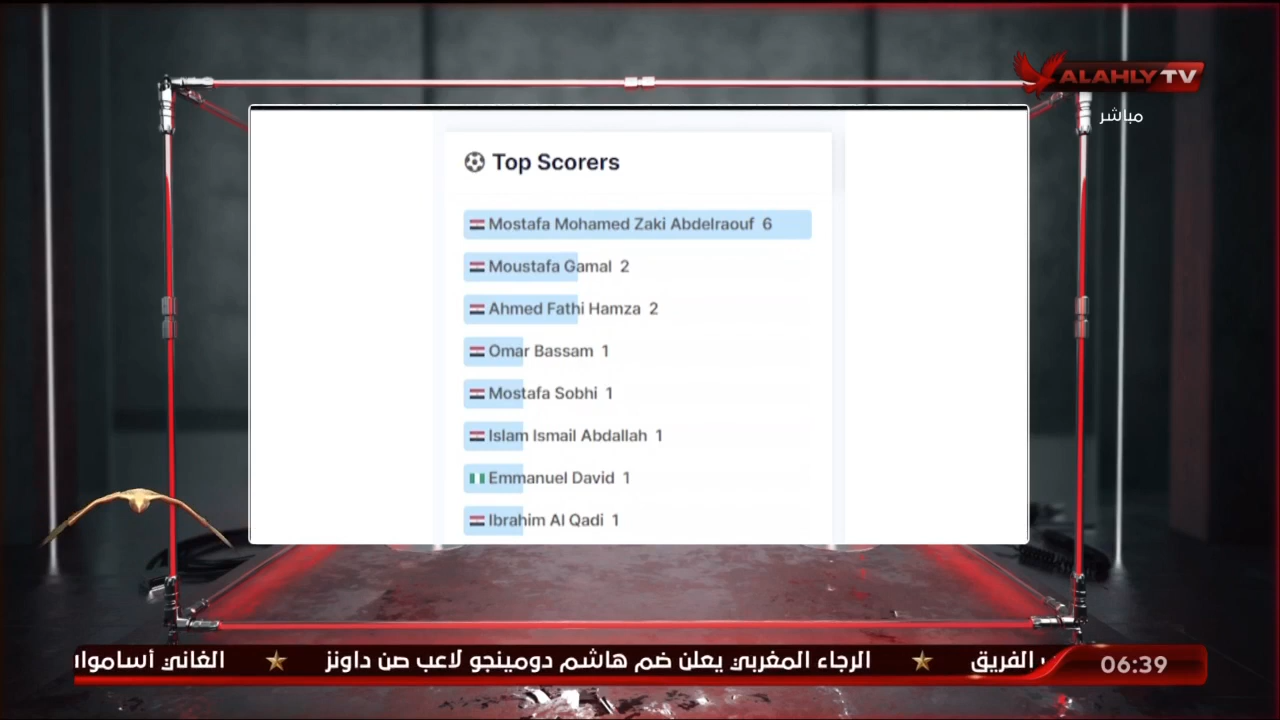 ALAHLY TV
مباشر
Top Scorers
Mostafa Mohamed Zaki Abdelraouf 6
Moustafa Gamal 2
Ahmed Fathi Hamza 2
Omar Bassam 1
Mostafa Sobhi 1
Islam Ismail Abdallah 1
Emmanuel David 1
Ibrahim Al Qadi 1
الفريق ★ الرجاء المغربي يعلن ضم هاشم دومينجو لاعب صن داونز ★ الغاني
06:39